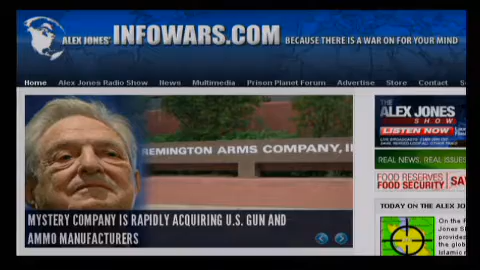 ALEX JONES' INFOWARS.COM BECAUSE THERE IS A WAR ON FOR YOUR MIND
Home Alex Jones Radio Show News Multimedia Prison Planet Forum Advertise Store Contact
REMINGTON ARMS COMPANY, I
MYSTERY COMPANY IS RAPIDLY ACQUIRING U.S. GUN AND
AMMO MANUFACTURERS
THE
ALEX JONES
SHOW
LISTEN NOW
REAL NEWS. REAL ISSUES
FOOD RESERVES
FOOD SECURITY SA
TODAY ON THE ALEX JO
On the
Jones S
provides
the glob
Islamic